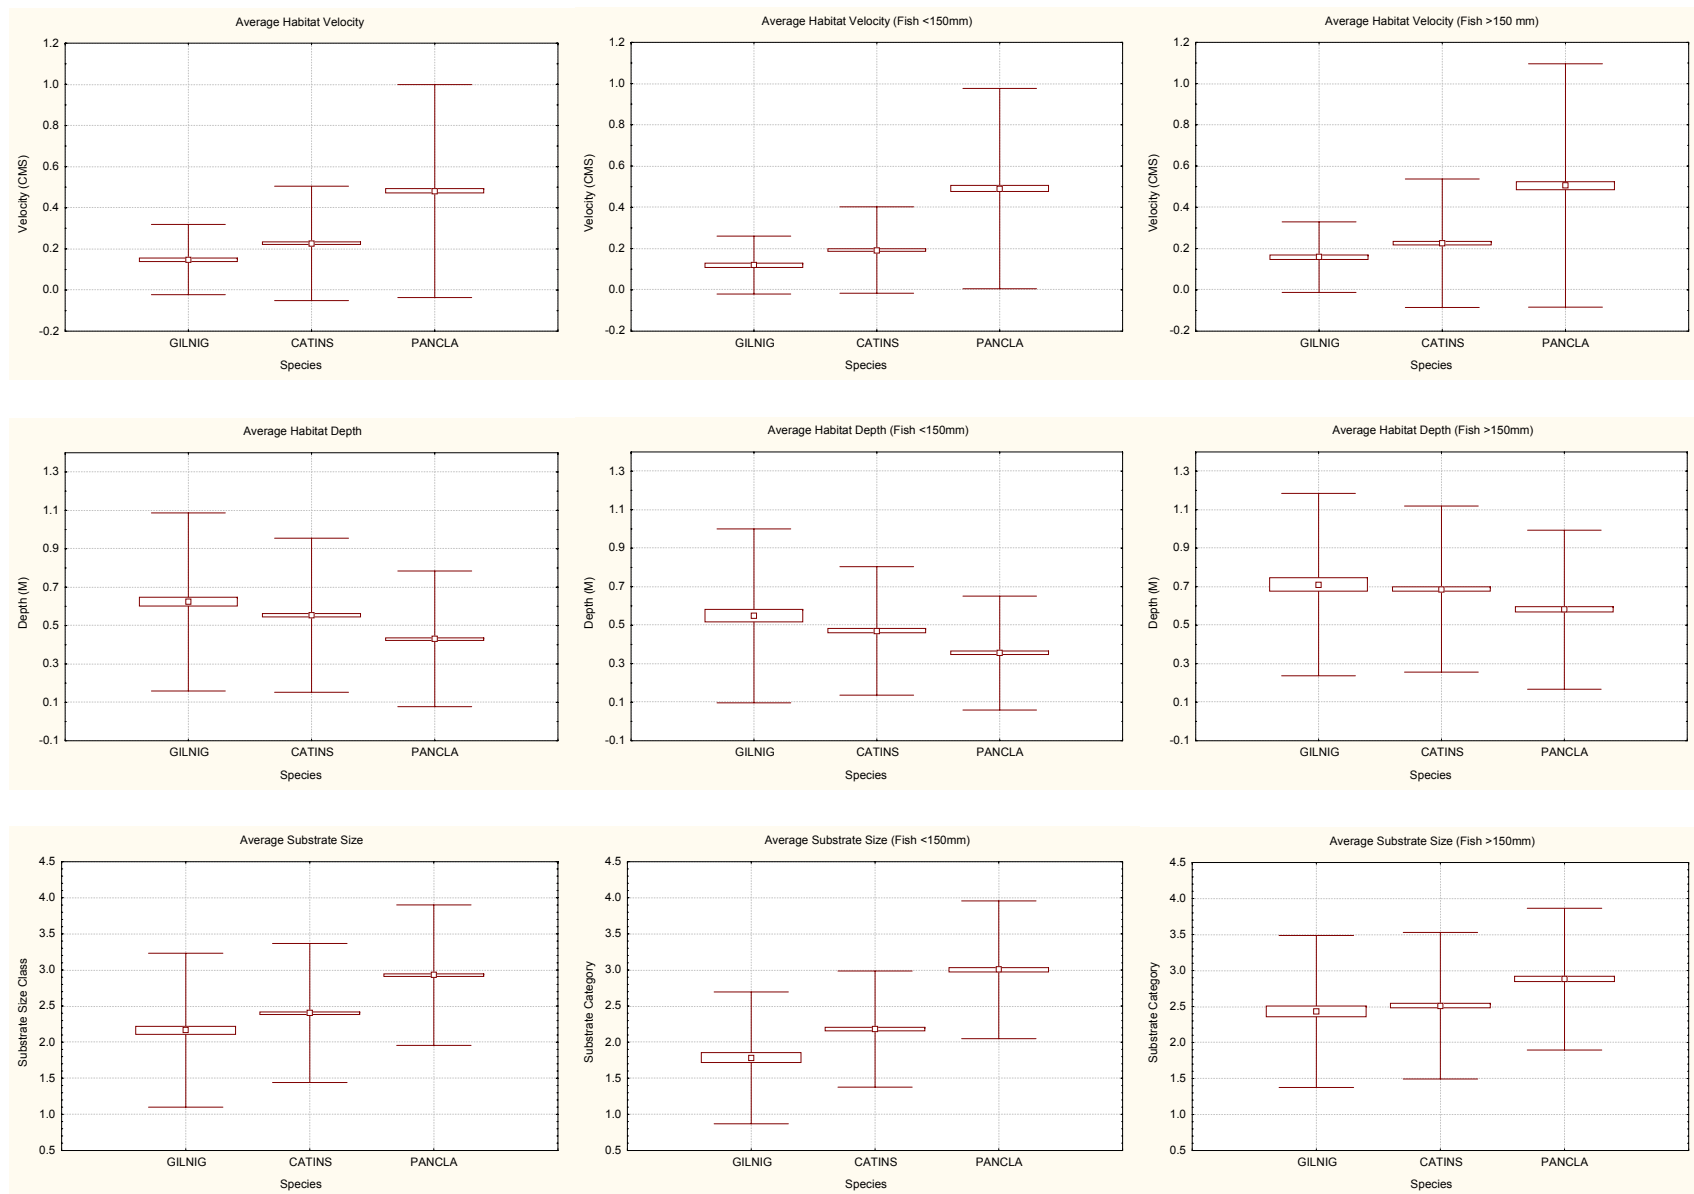 Average Habitat Velocity
1.2
1.0
0.8
0.6
0.4
0.2
0.0
-0.2
Velocity (CMS)
GILNIG CATINS PANCLA
Species
Average Habitat Velocity (Fish <150mm)
1.2
1.0
0.8
0.6
0.4
0.2
0.0
-0.2
Velocity (CMS)
GILNIG CATINS PANCLA
Species
Average Habitat Velocity (Fish >150 mm)
1.2
1.0
0.8
0.6
0.4
0.2
0.0
-0.2
Velocity (CMS)
GILNIG CATINS PANCLA
Species
Average Habitat Depth
1.3
1.1
0.9
0.7
0.5
0.3
0.1
-0.1
Depth (M)
GILNIG CATINS PANCLA
Species
Average Habitat Depth (Fish <150mm)
1.3
1.1
0.9
0.7
0.5
0.3
0.1
-0.1
Depth (M)
GILNIG CATINS PANCLA
Species
Average Habitat Depth (Fish >150mm)
1.3
1.1
0.9
0.7
0.5
0.3
0.1
-0.1
Depth (M)
GILNIG CATINS PANCLA
Species
Average Substrate Size
4.5
4.0
3.5
3.0
2.5
2.0
1.5
1.0
0.5
Substrate Size Class
GILNIG CATINS PANCLA
Species
Average Substrate Size (Fish <150mm)
4.5
4.0
3.5
3.0
2.5
2.0
1.5
1.0
0.5
Substrate Category
GILNIG CATINS PANCLA
Species
Average Substrate Size (Fish >150mm)
4.5
4.0
3.5
3.0
2.5
2.0
1.5
1.0
0.5
Substrate Category
GILNIG CATINS PANCLA
Species